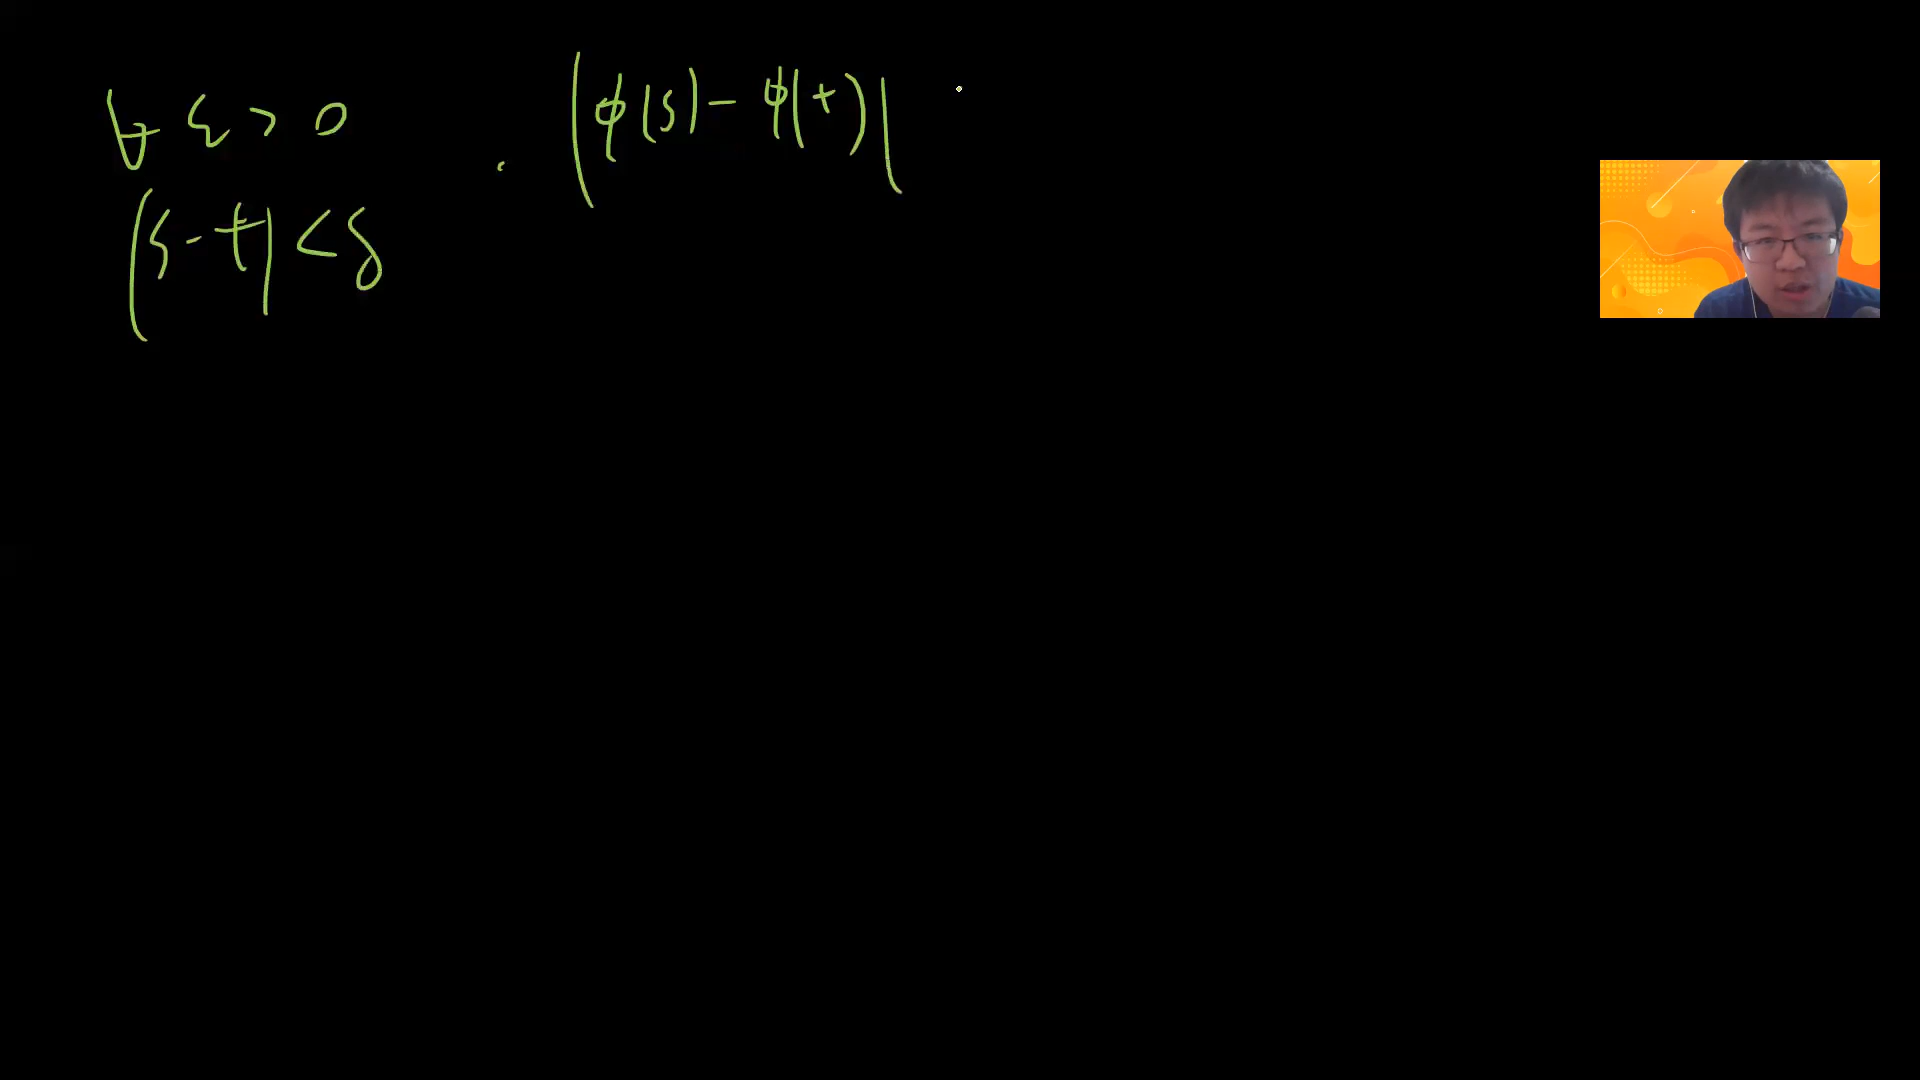 ∀ ε > 0 . |φ(s) - φ(t)|
|s - t| < δ